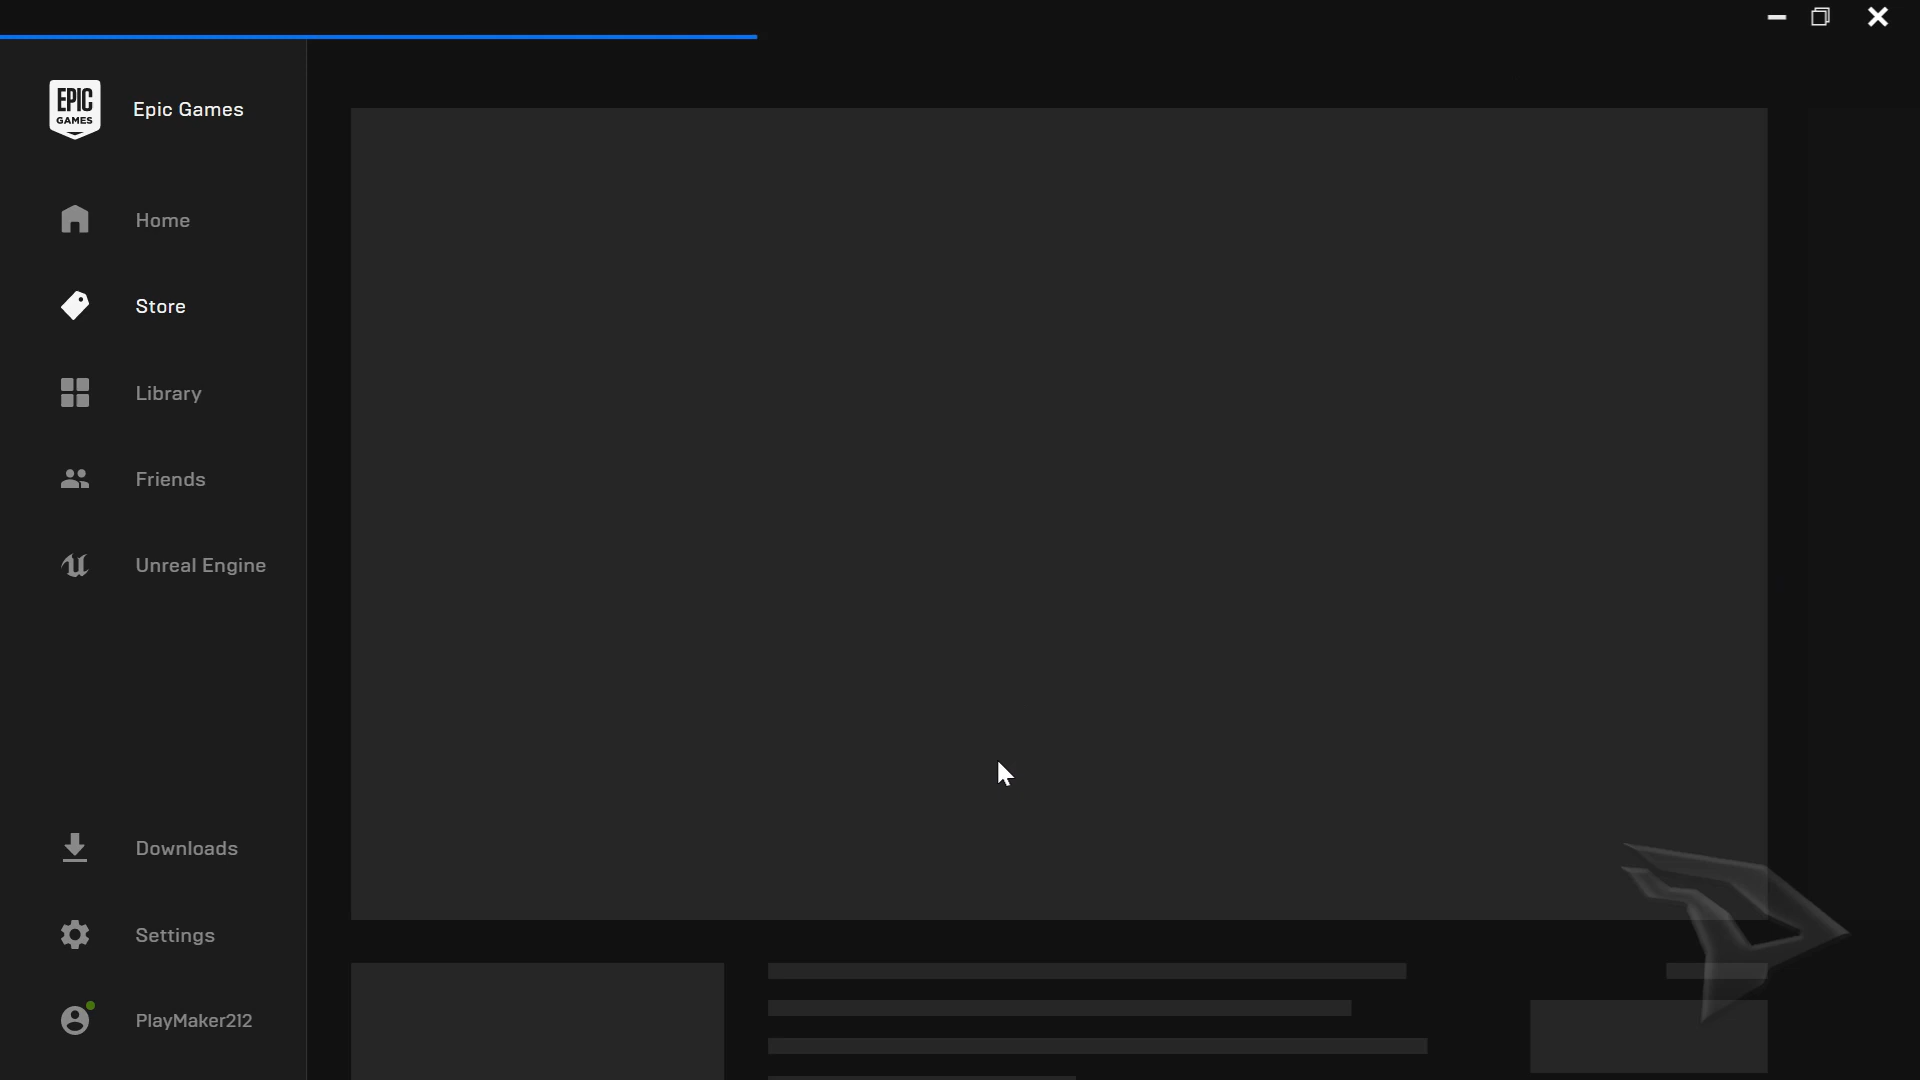 EPIC
GAMES
Epic Games
Home
Store
Library
Friends
Unreal Engine
Downloads
Settings
PlayMaker212